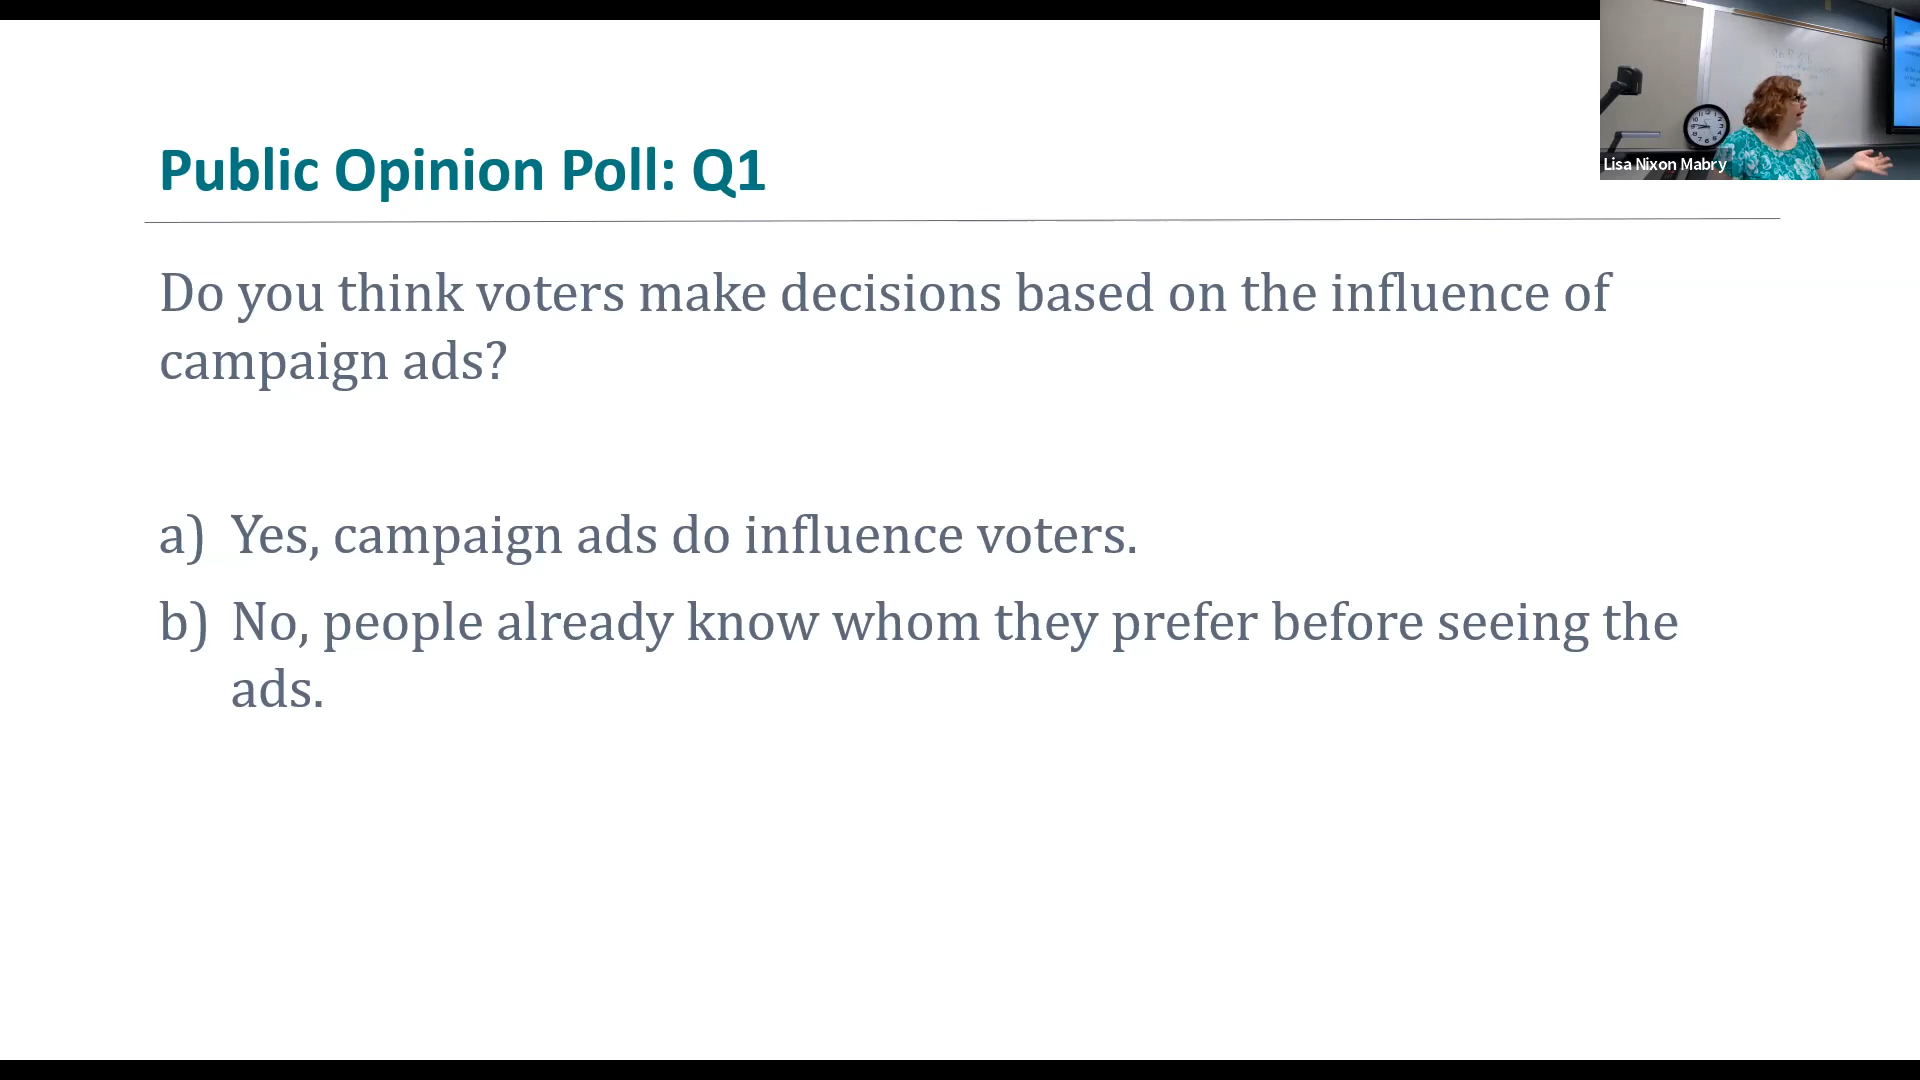 Public Opinion Poll: Q1
Lisa Nixon Mabry
Do you think voters make decisions based on the influence of
campaign ads?
a) Yes, campaign ads do influence voters.
b) No, people already know whom they prefer before seeing the
ads.